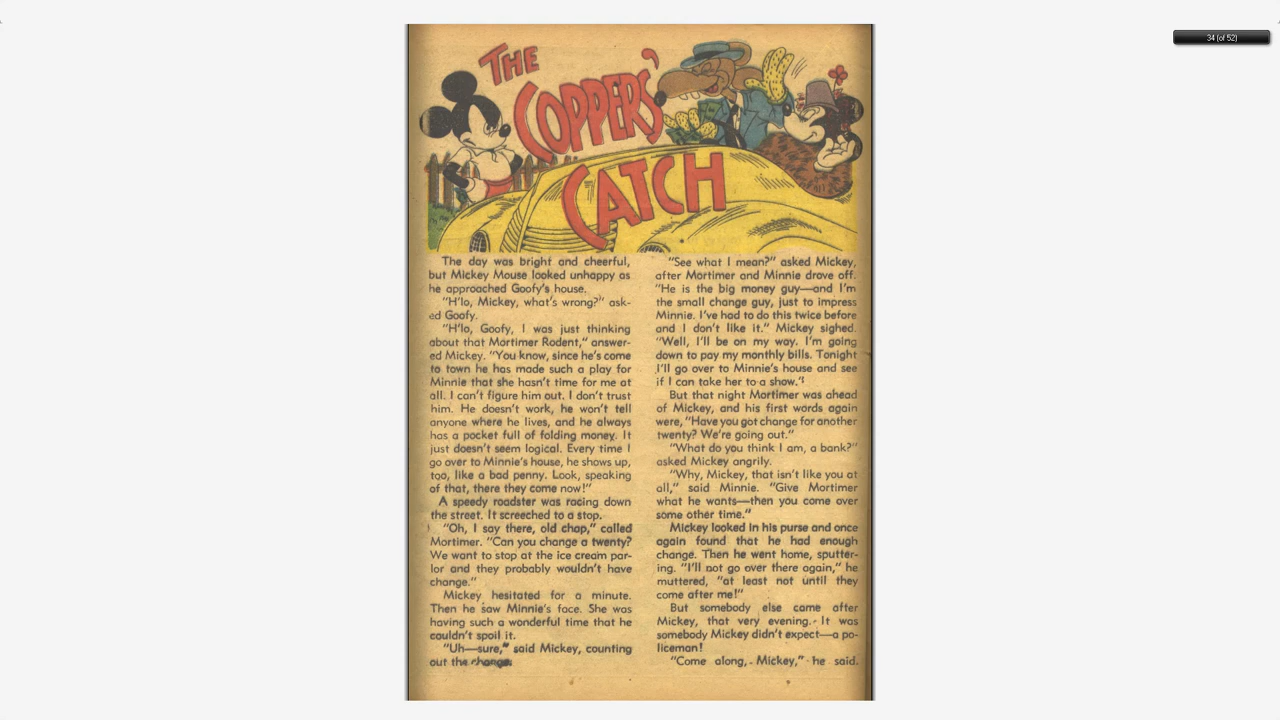 34 (of 52)
THE
COPPERS'
CATCH
The day was bright and cheerful,
but Mickey Mouse looked unhappy as
he approached Goofy's house.
"H'lo, Mickey, what's wrong?" ask-
ed Goofy.
"H'lo, Goofy, I was just thinking
about that Mortimer Rodent," answer-
ed Mickey. "You know, since he's come
to town he has made such a play for
Minnie that she hasn't time for me at
all. I can't figure him out. I don't trust
him. He doesn't work, he won't tell
anyone where he lives, and he always
has a pocket full of folding money. It
just doesn't seem logical. Every time I
go over to Minnie's house, he shows up,
too, like a bad penny. Look, speaking
of that, there they come now!"
A speedy roadster was racing down
the street. It screeched to a stop.
"Oh, I say there, old chap," called
Mortimer. "Can you change a twenty?
We want to stop at the ice cream par-
lor and they probably wouldn't have
change."
Mickey hesitated for a minute.
Then he saw Minnie's face. She was
having such a wonderful time that he
couldn't spoil it.
"Uh—sure," said Mickey, counting
out the change.
"See what I mean?" asked Mickey,
after Mortimer and Minnie drove off.
"He is the big money guy—and I'm
the small change guy, just to impress
Minnie. I've had to do this twice before
and I don't like it." Mickey sighed.
"Well, I'll be on my way. I'm going
down to pay my monthly bills. Tonight
I'll go over to Minnie's house and see
if I can take her to a show."
But that night Mortimer was ahead
of Mickey, and his first words again
were, "Have you got change for another
twenty? We're going out."
"What do you think I am, a bank?"
asked Mickey angrily.
"Why, Mickey, that isn't like you at
all," said Minnie. "Give Mortimer
what he wants—then you come over
some other time."
Mickey looked in his purse and once
again found that he had enough
change. Then he went home, sputter-
ing. "I'll not go over there again," he
muttered, "at least not until they
come after me!"
But somebody else came after
Mickey, that very evening. It was
somebody Mickey didn't expect—a po-
liceman!
"Come along, Mickey," he said.